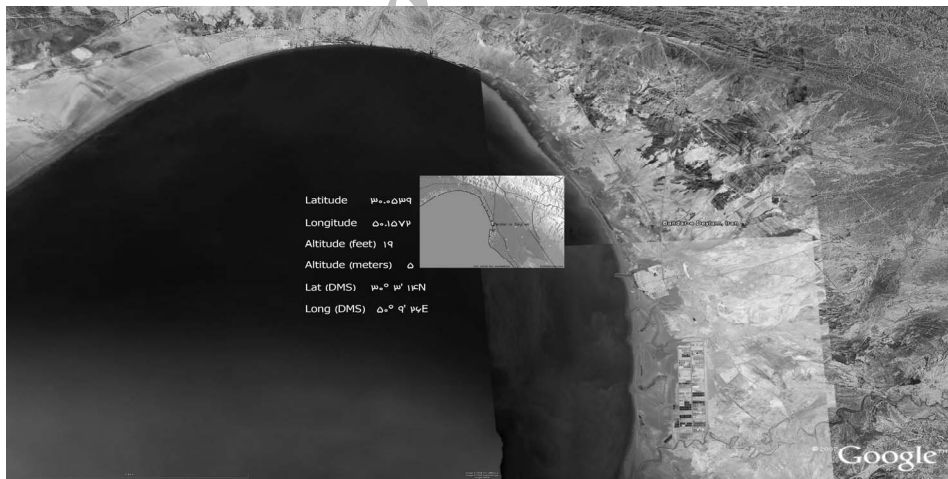 Latitude ۳۰.۰۵۳۹
Longitude ۵۰.۱۵۷۲
Altitude (feet) ۱۹
Altitude (meters) ۵
Lat (DMS) ۳۰° ۳' ۱۴N
Long (DMS) ۵۰° ۹' ۲۶E
Bandar-e Deylam, Iran
Google™